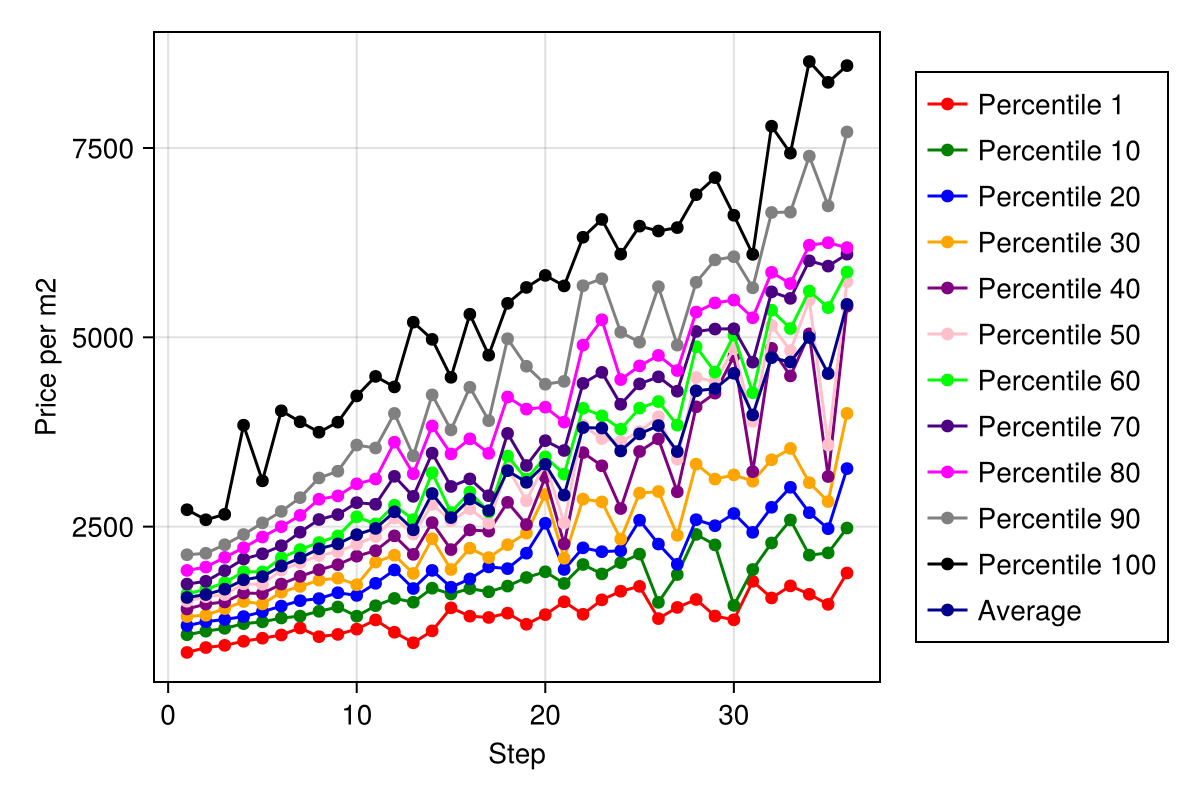 7500
5000
2500
Price per m2
0
10
20
30
Step
Percentile 1
Percentile 10
Percentile 20
Percentile 30
Percentile 40
Percentile 50
Percentile 60
Percentile 70
Percentile 80
Percentile 90
Percentile 100
Average